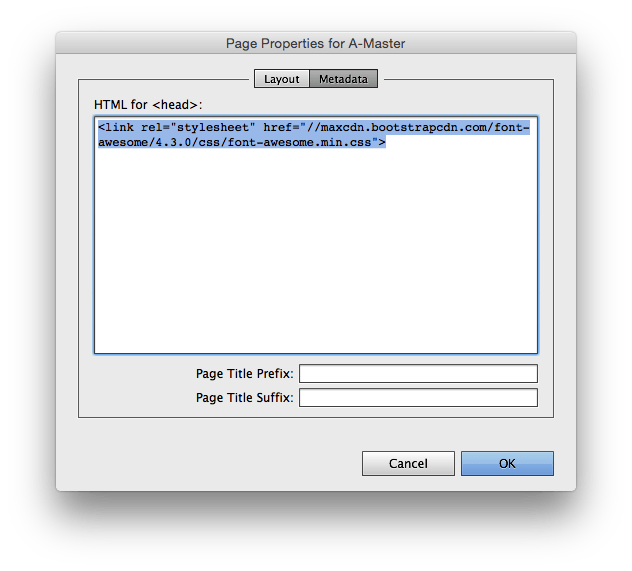 Page Properties for A-Master
Layout Metadata
HTML for <head>:
<link rel="stylesheet" href="//maxcdn.bootstrapcdn.com/font-
awesome/4.3.0/css/font-awesome.min.css">
Page Title Prefix:
Page Title Suffix:
Cancel OK